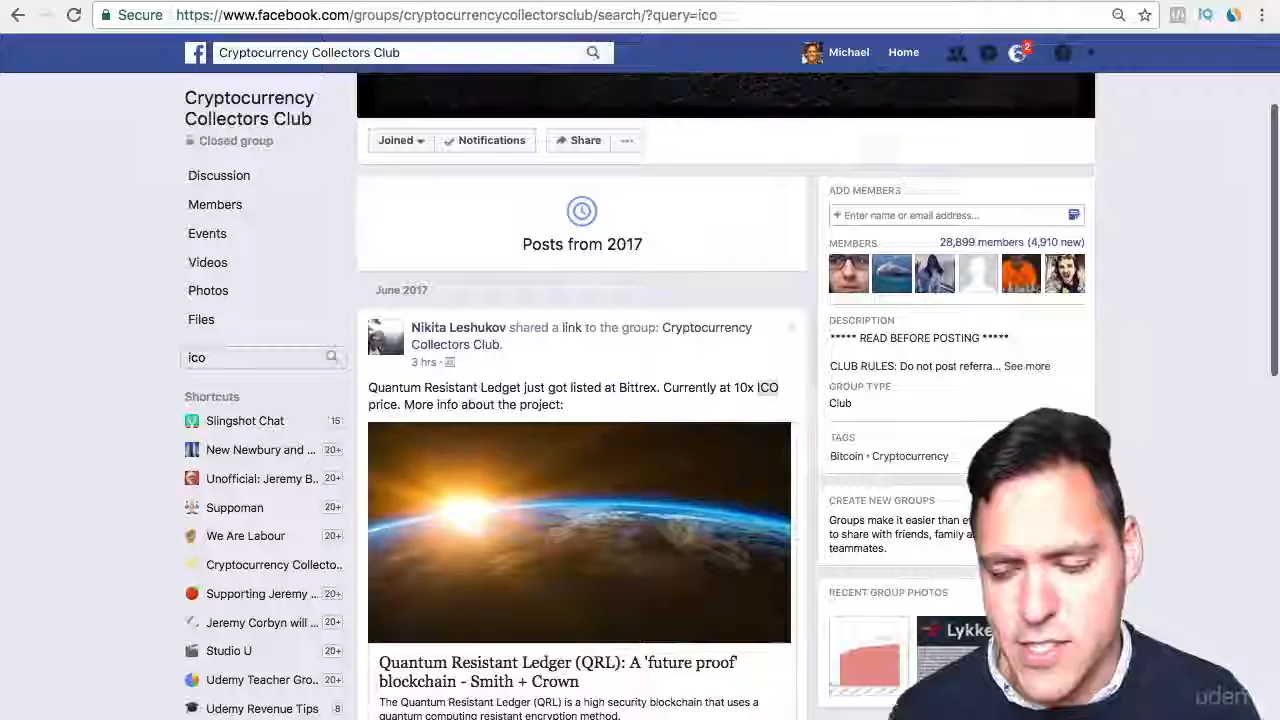 Secure
https://www.facebook.com/groups/cryptocurrencycollectorsclub/search/?query=ico
Cryptocurrency Collectors Club
Michael
Home
2
Cryptocurrency
Collectors Club
Closed group
Discussion
Members
Events
Videos
Photos
Files
ico
Shortcuts
Slingshot Chat 15
New Newbury and ... 20+
Unofficial: Jeremy B.. 20+
Suppoman 20+
We Are Labour 20+
Cryptocurrency Collecto..
Supporting Jeremy ... 20+
Jeremy Corbyn will ... 20+
Studio U 20+
Udemy Teacher Gro.. 20+
Udemy Revenue Tips 8
Joined
Notifications
Share
Posts from 2017
June 2017
Nikita Leshukov shared a link to the group: Cryptocurrency
Collectors Club.
3 hrs
Quantum Resistant Ledget just got listed at Bittrex. Currently at 10x ICO
price. More info about the project:
Quantum Resistant Ledger (QRL): A 'future proof'
blockchain - Smith + Crown
The Quantum Resistant Ledger (QRL) is a high security blockchain that uses a
quantum computing resistant encryption method.
ADD MEMBERS
+ Enter name or email address...
MEMBERS
28,899 members (4,910 new)
DESCRIPTION
***** READ BEFORE POSTING *****
CLUB RULES: Do not post referra... See more
GROUP TYPE
Club
TAGS
Bitcoin • Cryptocurrency
CREATE NEW GROUPS
Groups make it easier than
to share with friends, family
teammates.
RECENT GROUP PHOTOS
Lykke